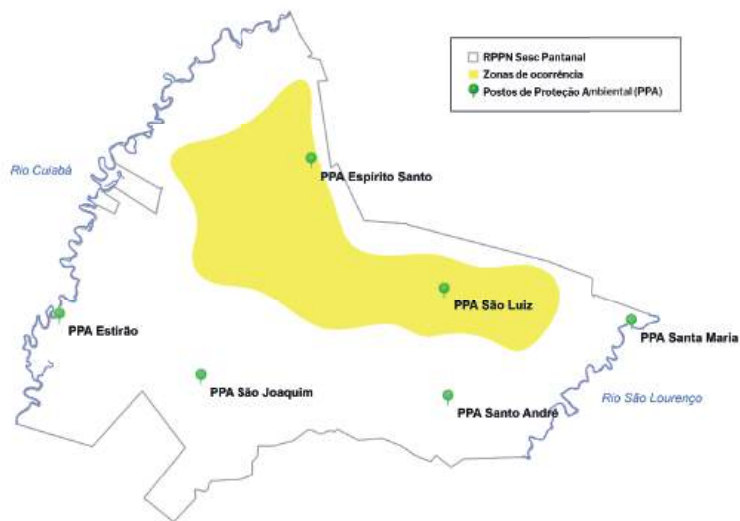 RPPN Sesc Pantanal
Zonas de ocorrência
Postos de Proteção Ambiental (PPA)
Rio Cuiabá
PPA Espírito Santo
PPA São Luiz
PPA Estirão
PPA Santa Maria
PPA São Joaquim
Rio São Lourenço
PPA Santo André